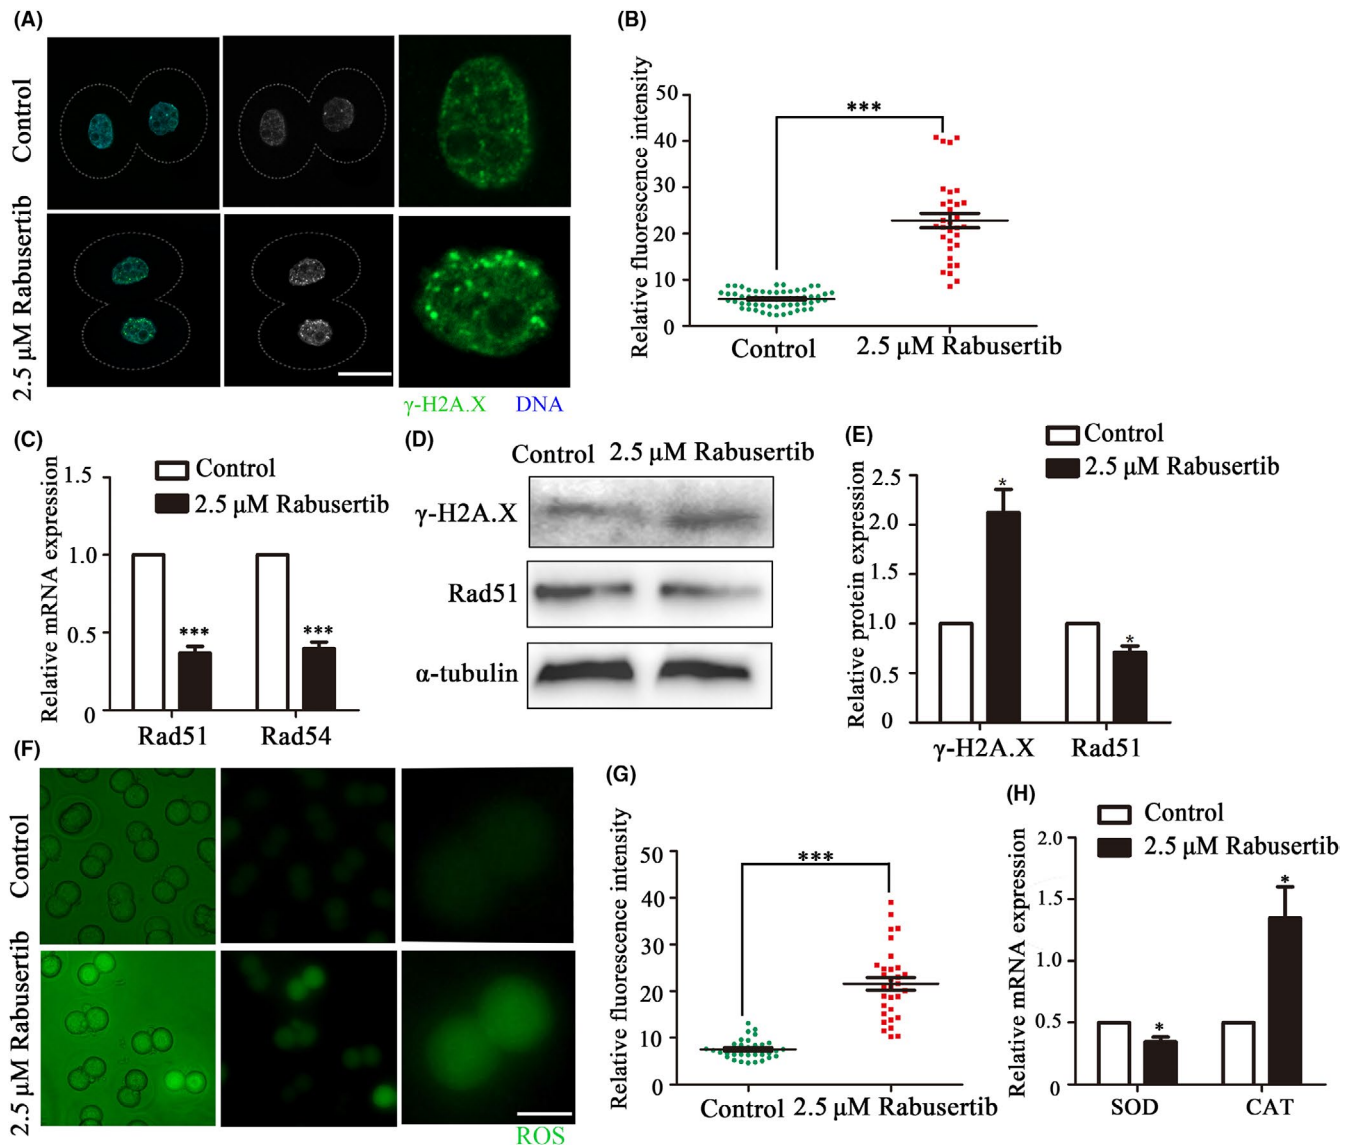 (A)
Control
2.5 μM Rabusertib
γ-H2A.X DNA
(B)
Relative fluorescence intensity
50
40
30
20
10
0
***
Control 2.5 μM Rabusertib
(C)
Control
2.5 μM Rabusertib
Relative mRNA expression
1.5
1.0
0.5
0
*** ***
Rad51 Rad54
(D)
Control 2.5 μM Rabusertib
γ-H2A.X
Rad51
α-tubulin
(E)
Control
2.5 μM Rabusertib
Relative protein expression
2.5
2.0
1.5
1.0
0.5
0
* *
γ-H2A.X Rad51
(F)
Control
2.5 μM Rabusertib
ROS
(G)
Relative fluorescence intensity
50
40
30
20
10
0
***
Control 2.5 μM Rabusertib
(H)
Control
2.5 μM Rabusertib
Relative mRNA expression
2.0
1.5
1.0
0.5
0
* *
SOD CAT